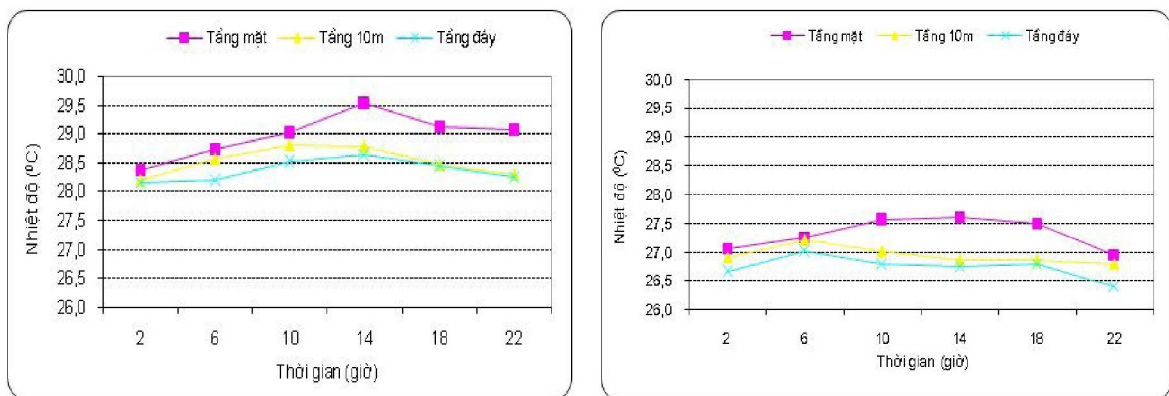 Tầng mặt Tầng 10m Tầng đáy
Nhiệt độ (ºC)
30,0
29,5
29,0
28,5
28,0
27,5
27,0
26,5
26,0
2 6 10 14 18 22
Thời gian (giờ)
Tầng mặt Tầng 10m Tầng đáy
Nhiệt độ (ºC)
30,0
29,5
29,0
28,5
28,0
27,5
27,0
26,5
26,0
2 6 10 14 18 22
Thời gian (giờ)